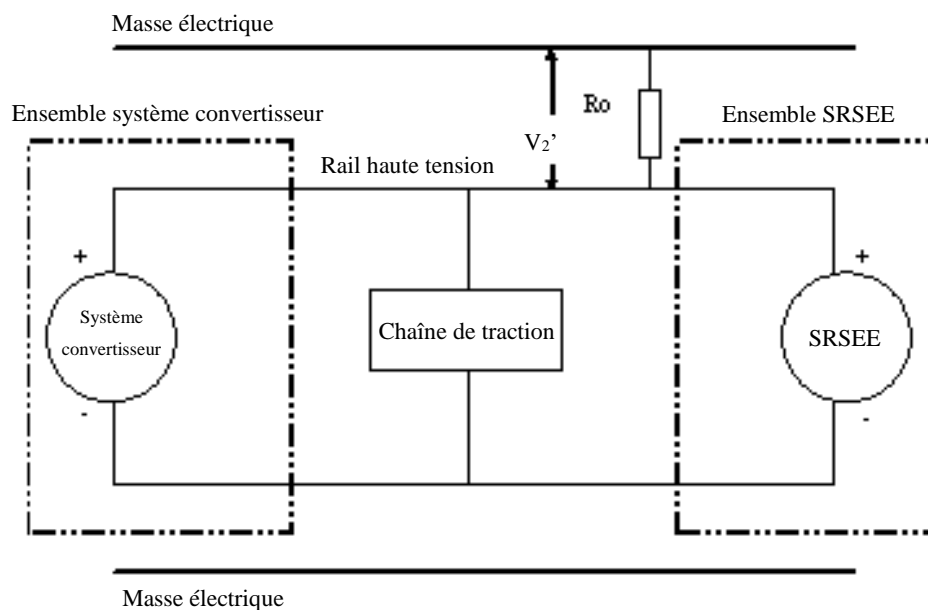 Masse électrique
Ensemble système convertisseur
Ro
Ensemble SRSEE
V₂’
Rail haute tension
+
+
Système
convertisseur
Chaîne de traction
SRSEE
-
-
Masse électrique